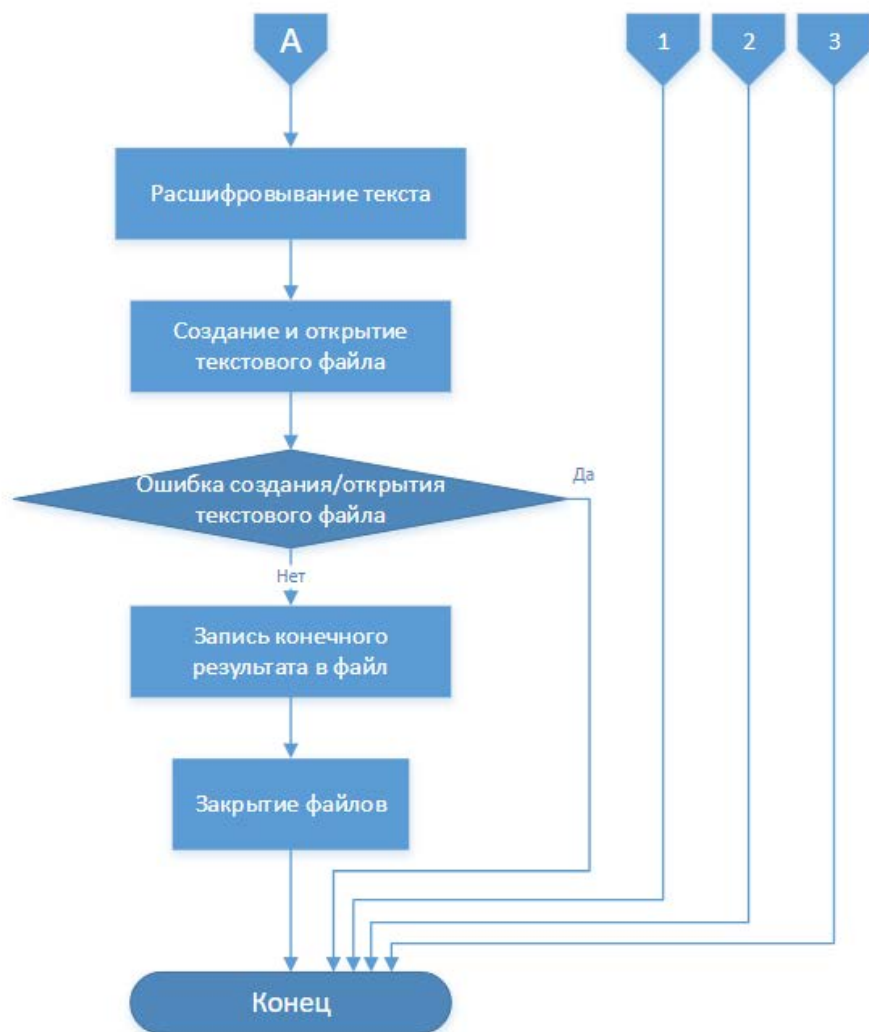 A
1
2
3
Расшифровывание текста
Создание и открытие
текстового файла
Ошибка создания/открытия
текстового файла
Да
Нет
Запись конечного
результата в файл
Закрытие файлов
Конец